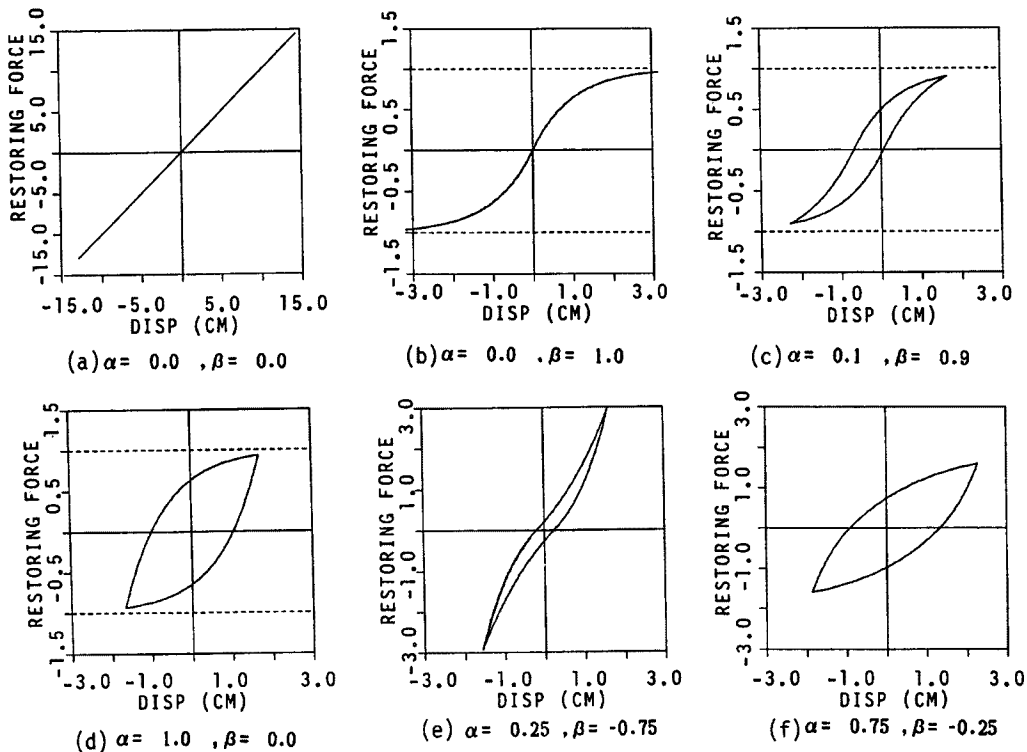 RESTORING FORCE
15.0
5.0
-5.0
-15.0
-15.0 -5.0 5.0 15.0
DISP (CM)
(a) α= 0.0 ,β= 0.0
RESTORING FORCE
1.5
0.5
-0.5
-1.5
-3.0 -1.0 1.0 3.0
DISP (CM)
(b) α= 0.0 ,β= 1.0
RESTORING FORCE
1.5
0.5
-0.5
-1.5
-3.0 -1.0 1.0 3.0
DISP (CM)
(c) α= 0.1 ,β= 0.9
RESTORING FORCE
1.5
0.5
-0.5
-1.5
-3.0 -1.0 1.0 3.0
DISP (CM)
(d) α= 1.0 ,β= 0.0
RESTORING FORCE
3.0
1.0
-1.0
-3.0
-3.0 -1.0 1.0 3.0
DISP (CM)
(e) α= 0.25 ,β= -0.75
RESTORING FORCE
3.0
1.0
-1.0
-3.0
-3.0 -1.0 1.0 3.0
DISP (CM)
(f) α= 0.75 ,β= -0.25